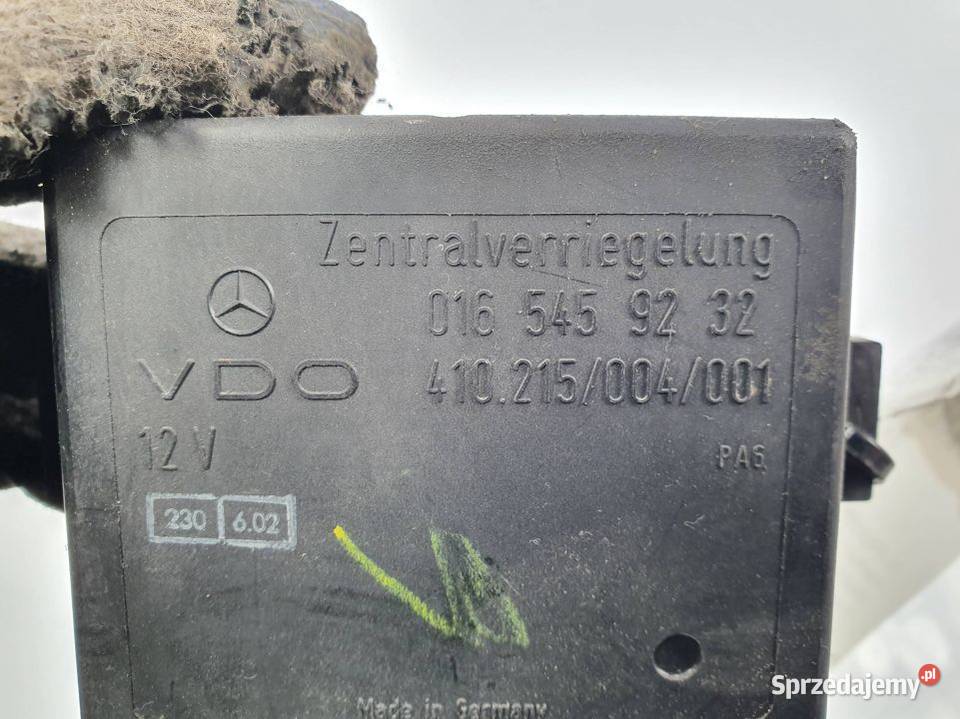 Zentralverriegelung
016 545 92 32
VDO 410.215/004/001
12 V PA6
230 6.02
Made in Germany
Sprzedajemy.pl